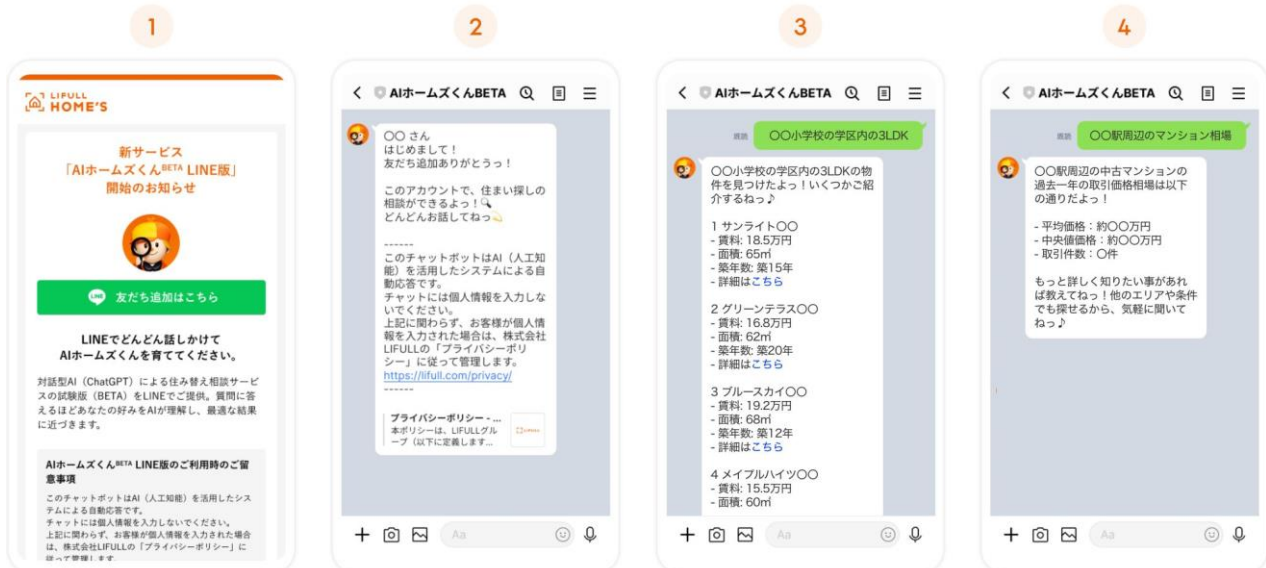 1
LIFULL
HOME'S
新サービス
「AIホームズくんBETA LINE版」
開始のお知らせ
LINE 友だち追加はこちら
LINEでどんどん話しかけて
AIホームズくんを育ててください。
対話型AI（ChatGPT）による住み替え相談サービ
スの試験版（BETA）をLINEでご提供。質問に答
えるほどあなたの好みをAIが理解し、最適な結果
に近づきます。
AIホームズくんBETA LINE版のご利用時のご留
意事項
このチャットボットはAI（人工知能）を活用したシス
テムによる自動応答です。
チャットには個人情報を入力しないでください。
上記に関わらず、お客様が個人情報を入力された場合
は、株式会社LIFULLの「プライバシーポリシー」に
従って管理します。
2
AIホームズくんBETA
〇〇 さん
はじめまして！
友だち追加ありがとうっ！
このアカウントで、住まい探しの
相談ができるよっ！🔍
どんどんお話してねっ💫
------
このチャットボットはAI（人工知
能）を活用したシステムによる自
動応答です。
チャットには個人情報を入力しな
いでください。
上記に関わらず、お客様が個人情
報を入力された場合は、株式会社
LIFULLの「プライバシーポリ
シー」に従って管理します。
https://lifull.com/privacy/
------
プライバシーポリシー - ...
本ポリシーは、LIFULLグル
ープ（以下に定義します...
Aa
3
AIホームズくんBETA
既読
〇〇小学校の学区内の3LDK
〇〇小学校の学区内の3LDKの物
件を見つけたよっ！いくつかご紹
介するねっ♪
1 サンライト〇〇
- 賃料: 18.5万円
- 面積: 65㎡
- 築年数: 築15年
- 詳細はこちら
2 グリーンテラス〇〇
- 賃料: 16.8万円
- 面積: 62㎡
- 築年数: 築20年
- 詳細はこちら
3 ブルースカイ〇〇
- 賃料: 19.2万円
- 面積: 68㎡
- 築年数: 築12年
- 詳細はこちら
4 メイプルハイツ〇〇
- 賃料: 15.5万円
- 面積: 60㎡
Aa
4
AIホームズくんBETA
既読
〇〇駅周辺のマンション相場
〇〇駅周辺の中古マンションの
過去一年の取引価格相場は以下
の通りだよっ！
- 平均価格：約〇〇万円
- 中央値価格：約〇〇万円
- 取引件数：〇件
もっと詳しく知りたい事があれ
ば教えてねっ！他のエリアや条件
でも探せるから、気軽に聞いて
ねっ♪
Aa